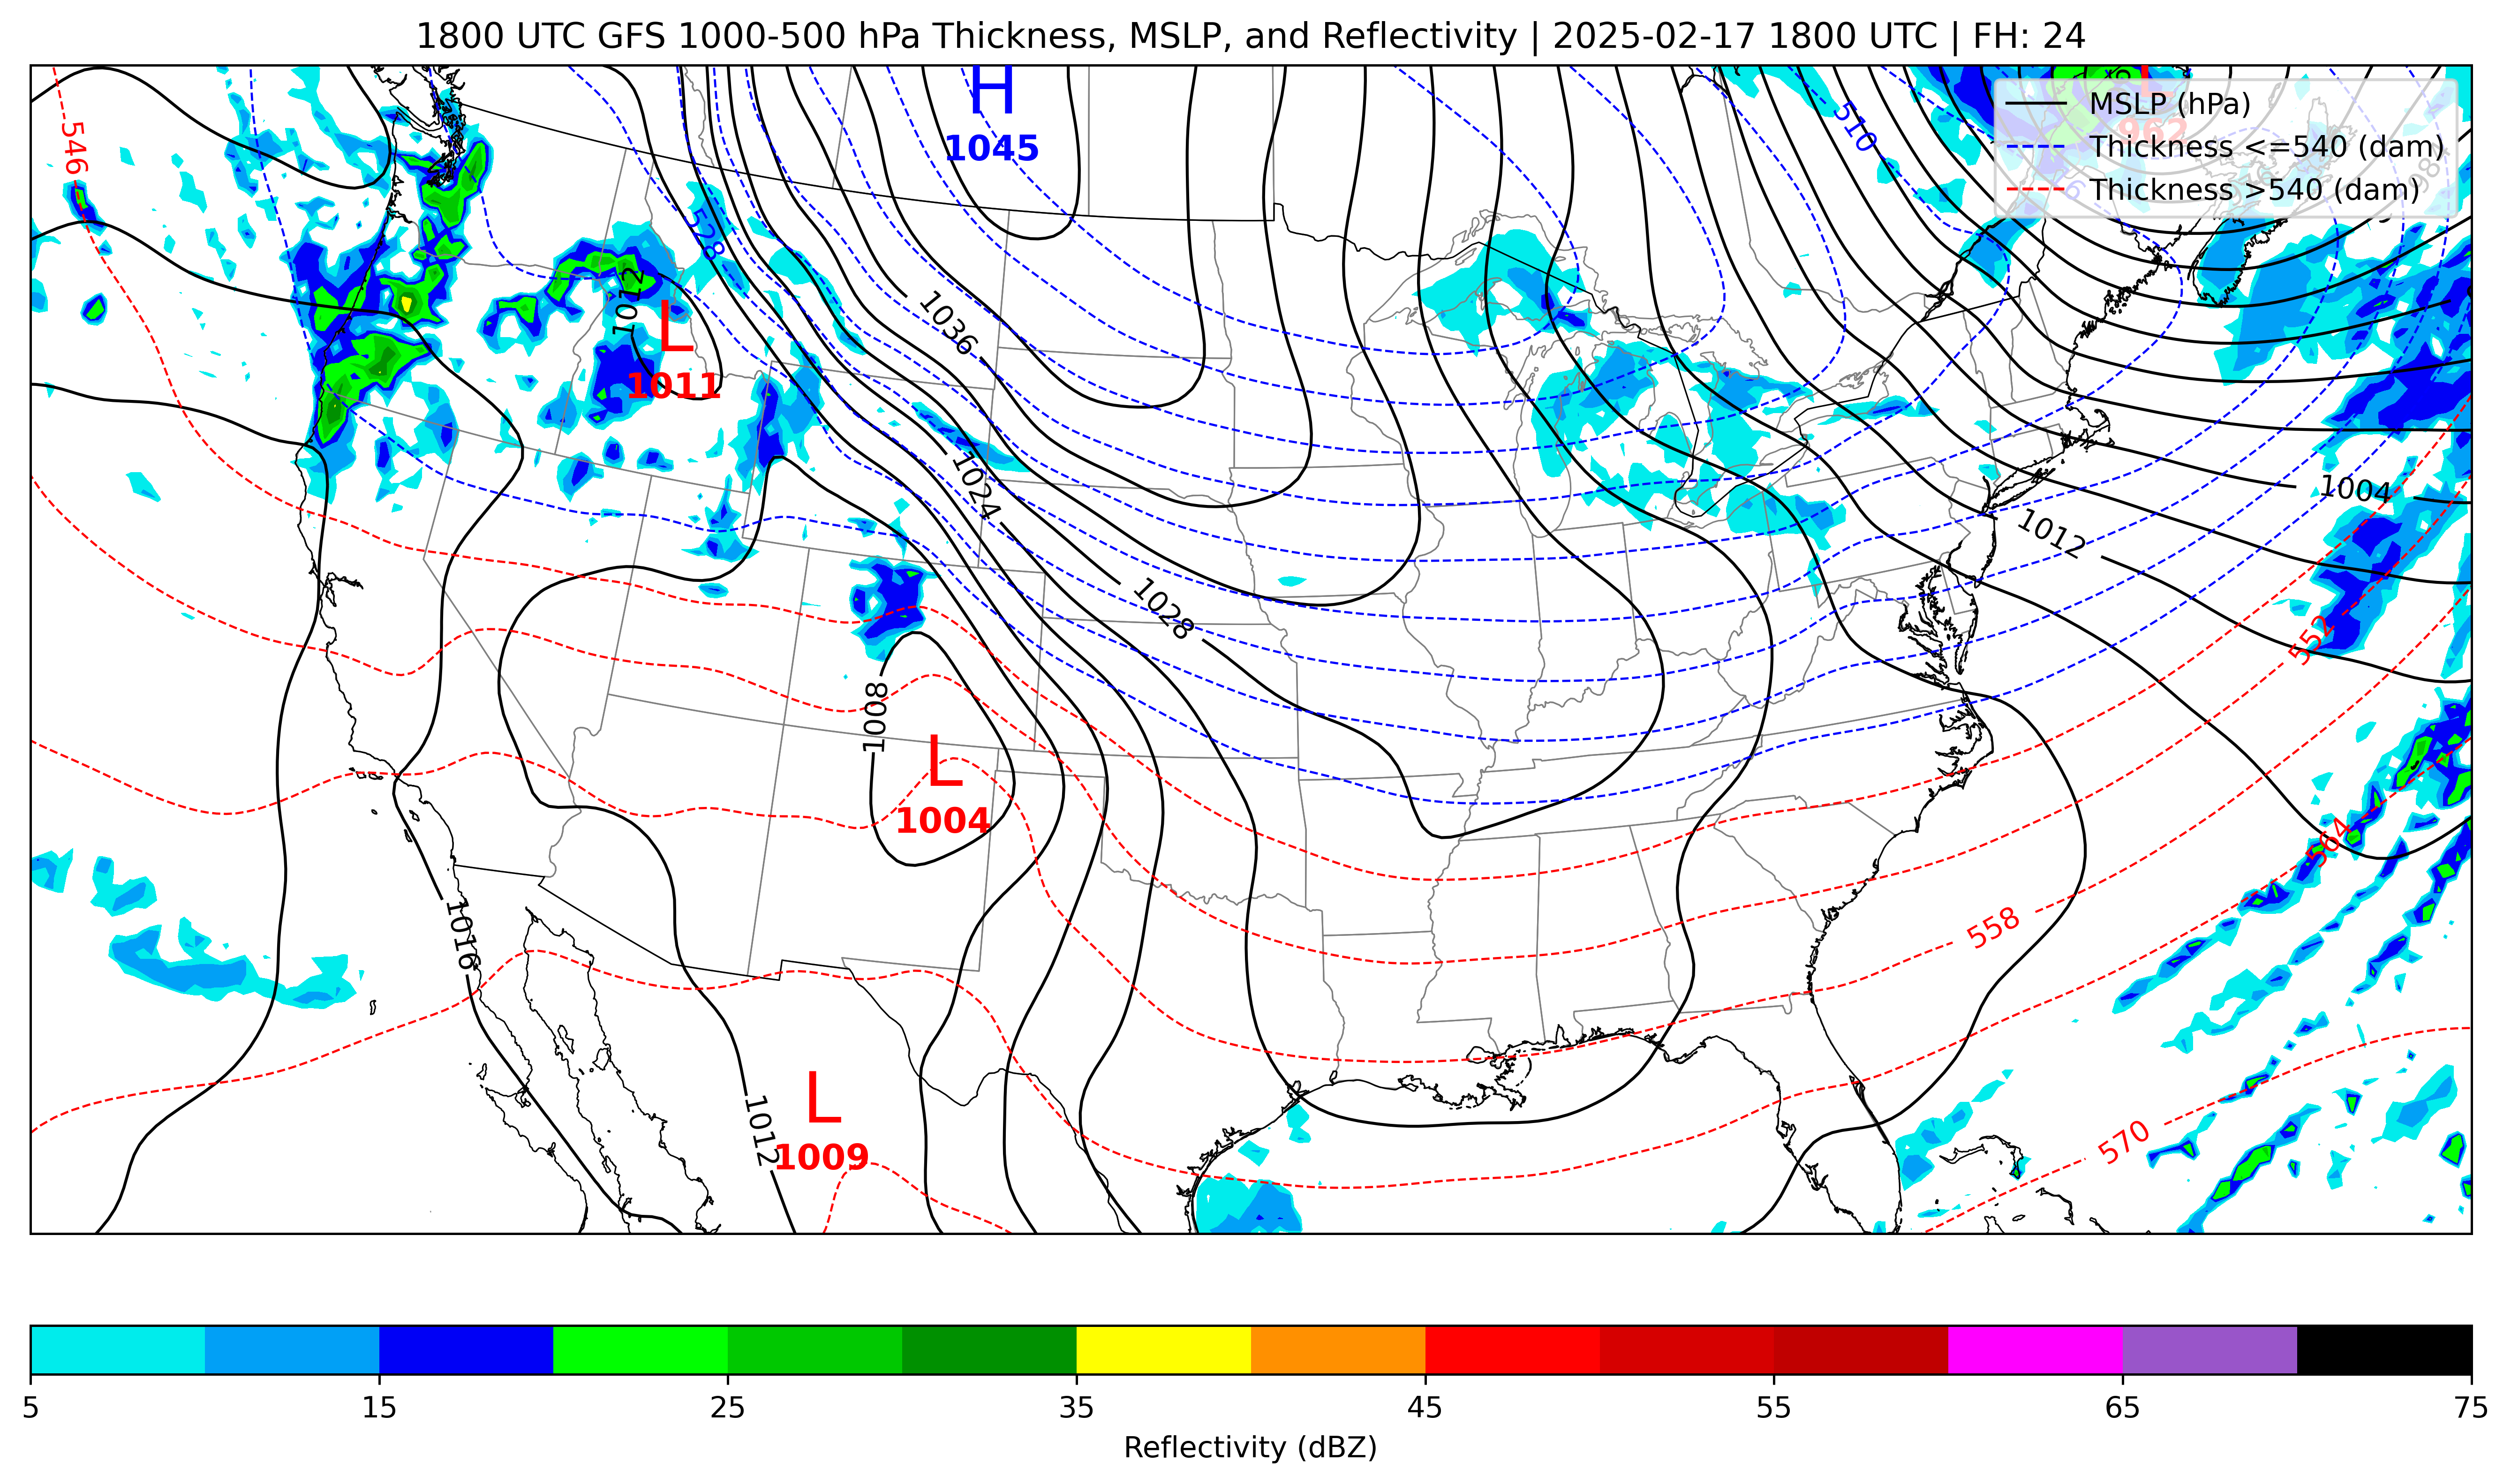 1800 UTC GFS 1000-500 hPa Thickness, MSLP, and Reflectivity | 2025-02-17 1800 UTC | FH: 24
H
1045
L
962
MSLP (hPa)
Thickness <=540 (dam)
Thickness >540 (dam)
546
510
528
1012
L
1011
1036
1024
1004
1012
1028
552
1008
L
1004
564
1016
558
1012
L
1009
570
5
15
25
35
45
55
65
75
Reflectivity (dBZ)